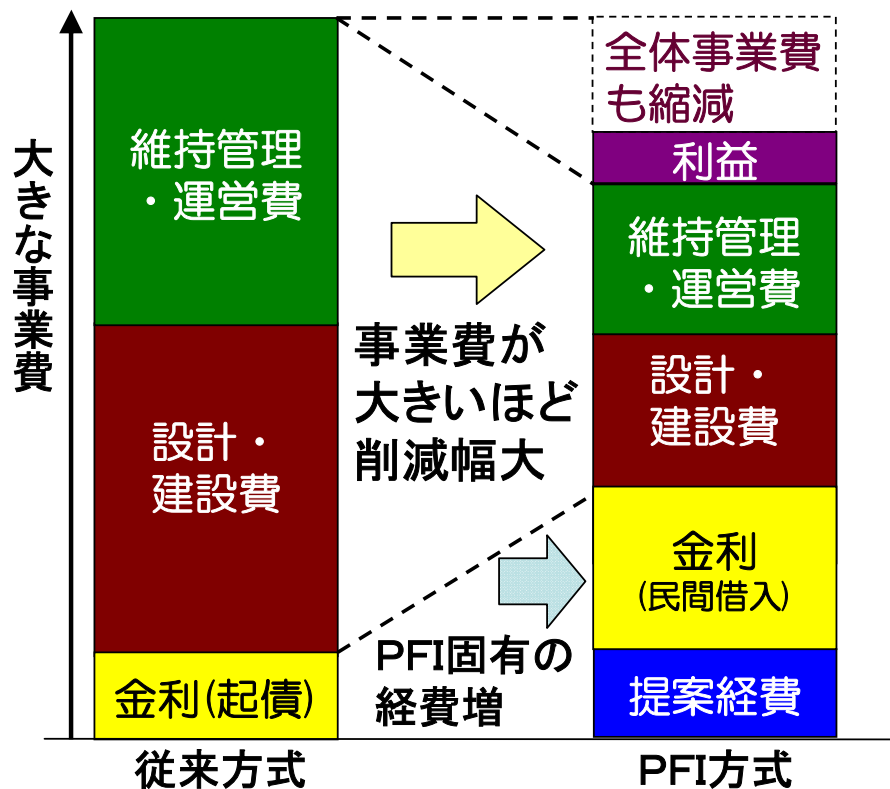 大きな事業費
維持管理
・運営費
設計・
建設費
金利(起債)
従来方式
事業費が
大きいほど
削減幅大
PFI固有の
経費増
全体事業費
も縮減
利益
維持管理
・運営費
設計・
建設費
金利
(民間借入)
提案経費
PFI方式